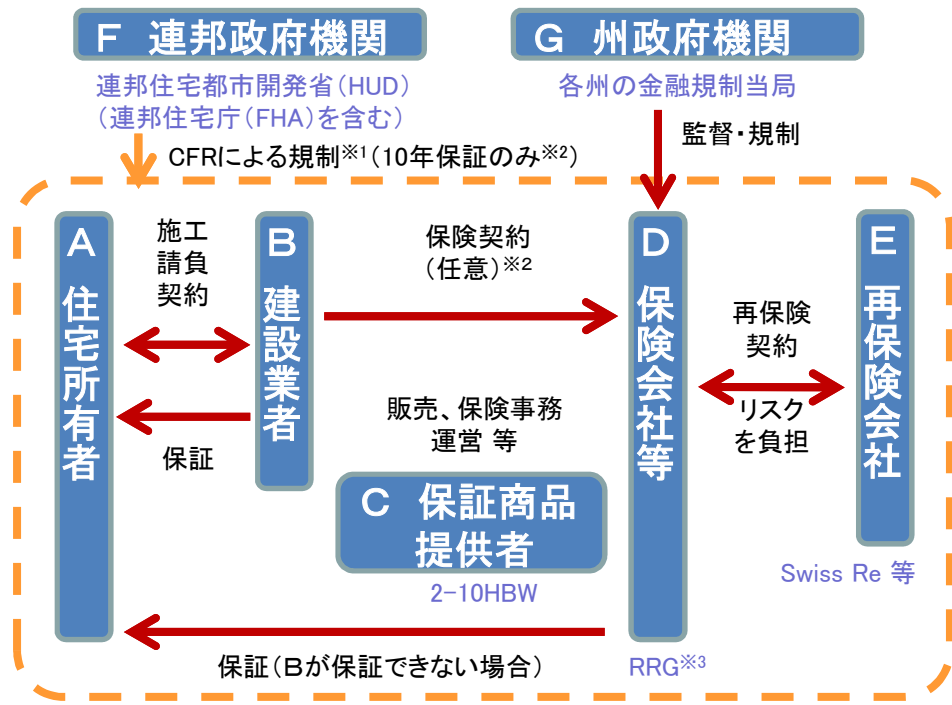 F 連邦政府機関
G 州政府機関
連邦住宅都市開発省(HUD)
(連邦住宅庁(FHA)を含む)
各州の金融規制当局
CFRによる規制※1(10年保証のみ※2)
監督・規制
A 住宅所有者
施工
請負
契約
B 建設業者
保険契約
(任意)※2
D 保険会社等
E 再保険会社
再保険
契約
リスク
を負担
保証
販売、保険事務
運営 等
C 保証商品
提供者
2-10HBW
Swiss Re 等
保証(Bが保証できない場合)
RRG※3